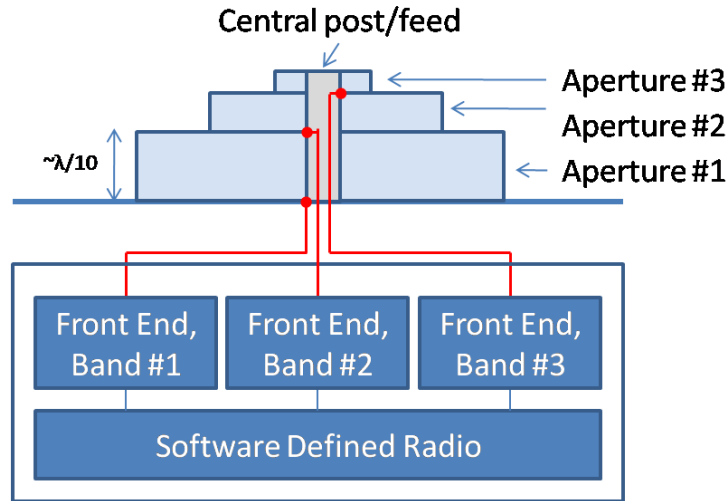 Central post/feed
Aperture #3
Aperture #2
~λ/10
Aperture #1
Front End,
Band #1
Front End,
Band #2
Front End,
Band #3
Software Defined Radio